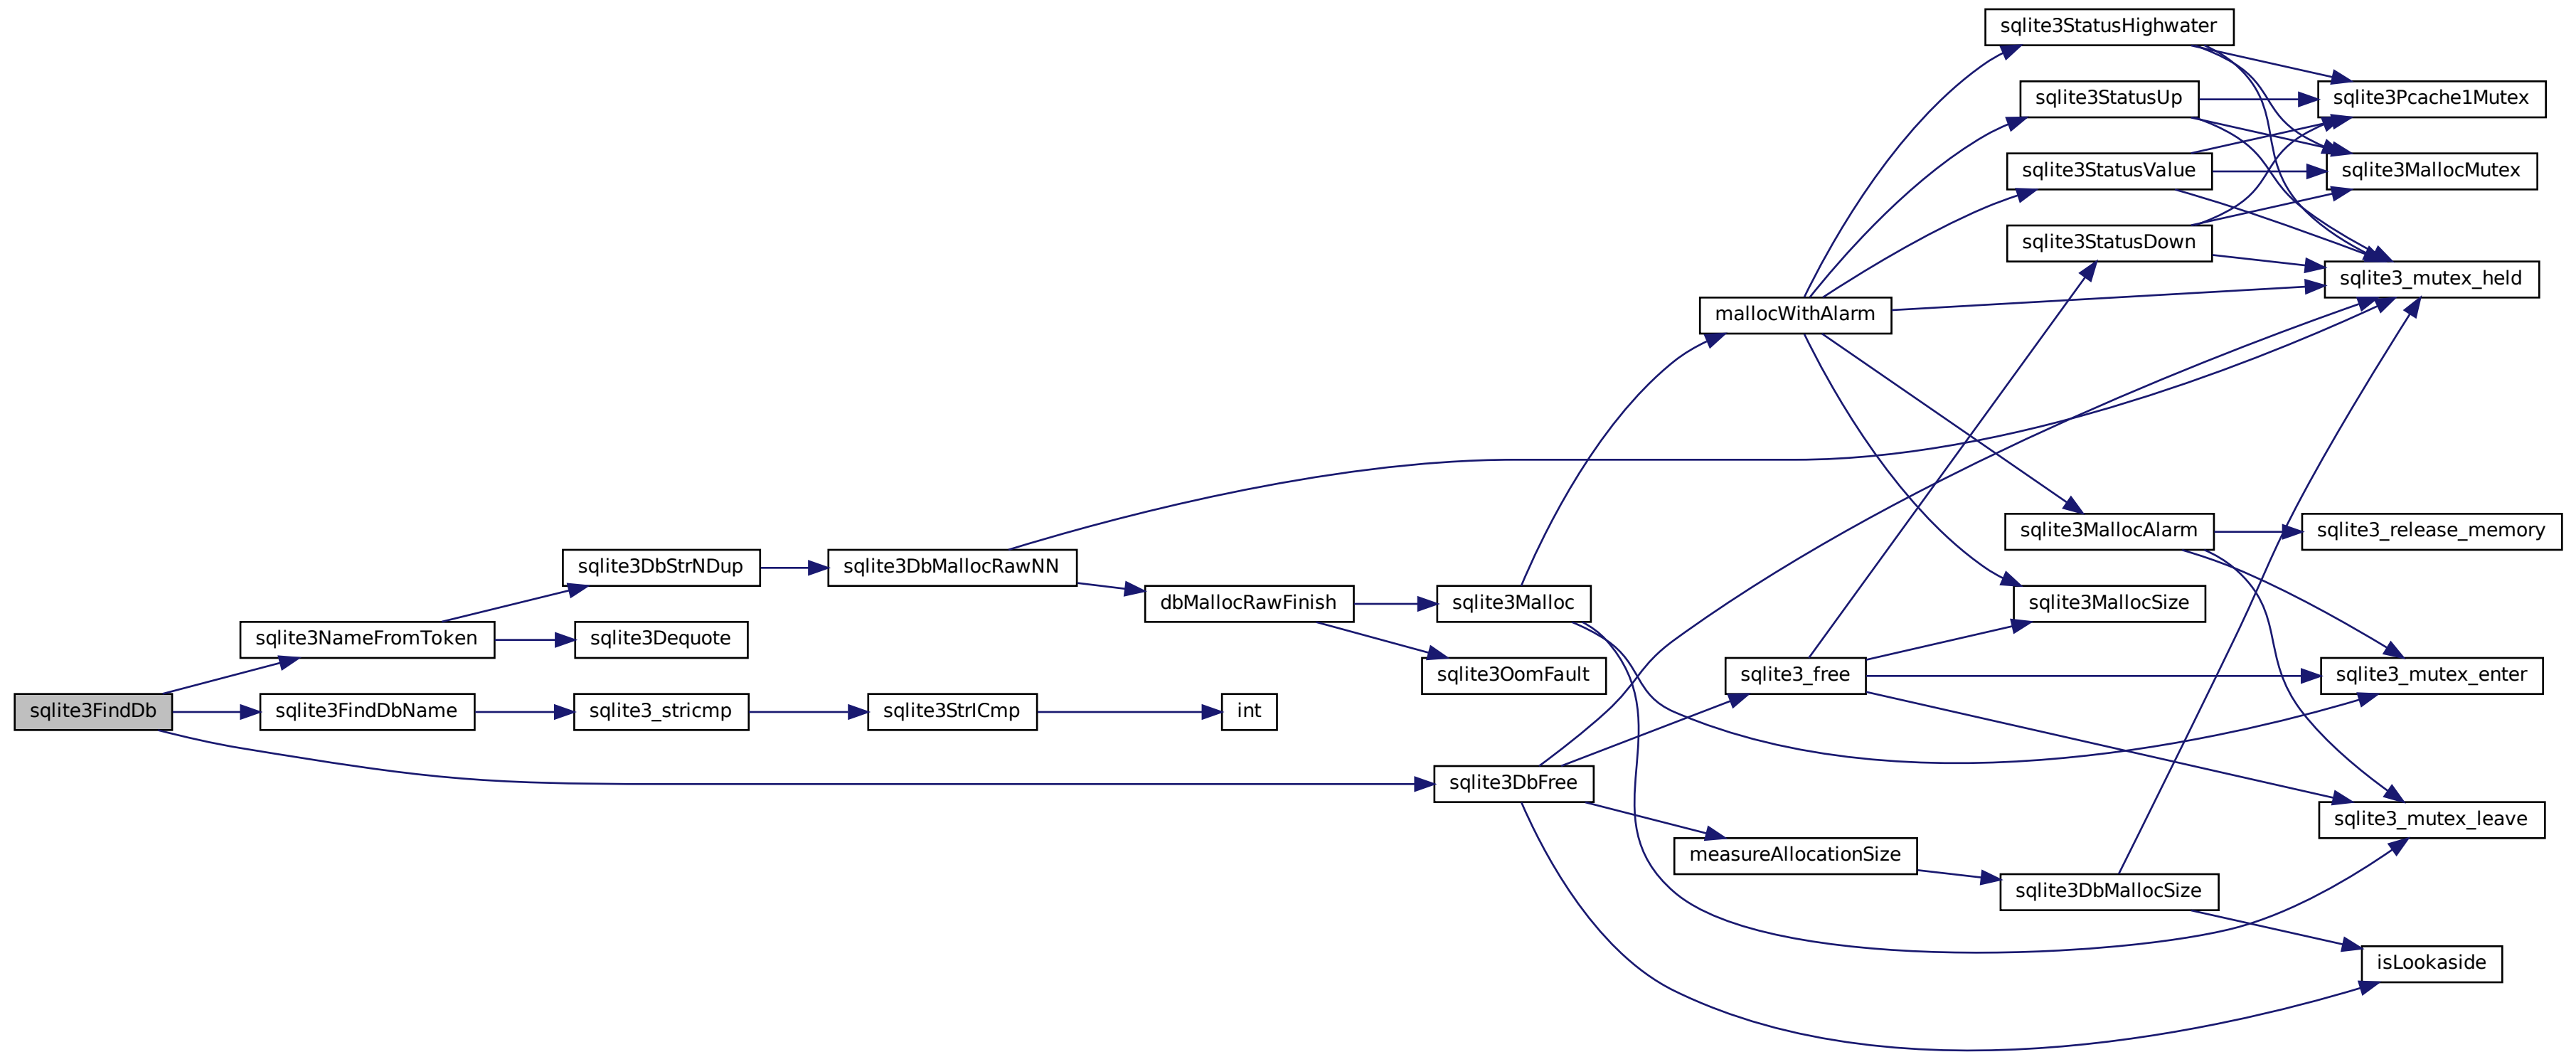 sqlite3StatusHighwater
sqlite3StatusUp
sqlite3Pcache1Mutex
sqlite3StatusValue
sqlite3MallocMutex
sqlite3StatusDown
sqlite3_mutex_held
mallocWithAlarm
sqlite3MallocAlarm
sqlite3_release_memory
sqlite3DbStrNDup
sqlite3DbMallocRawNN
dbMallocRawFinish
sqlite3Malloc
sqlite3MallocSize
sqlite3NameFromToken
sqlite3Dequote
sqlite3OomFault
sqlite3_free
sqlite3_mutex_enter
sqlite3FindDb
sqlite3FindDbName
sqlite3_stricmp
sqlite3StrICmp
int
sqlite3DbFree
sqlite3_mutex_leave
measureAllocationSize
sqlite3DbMallocSize
isLookaside